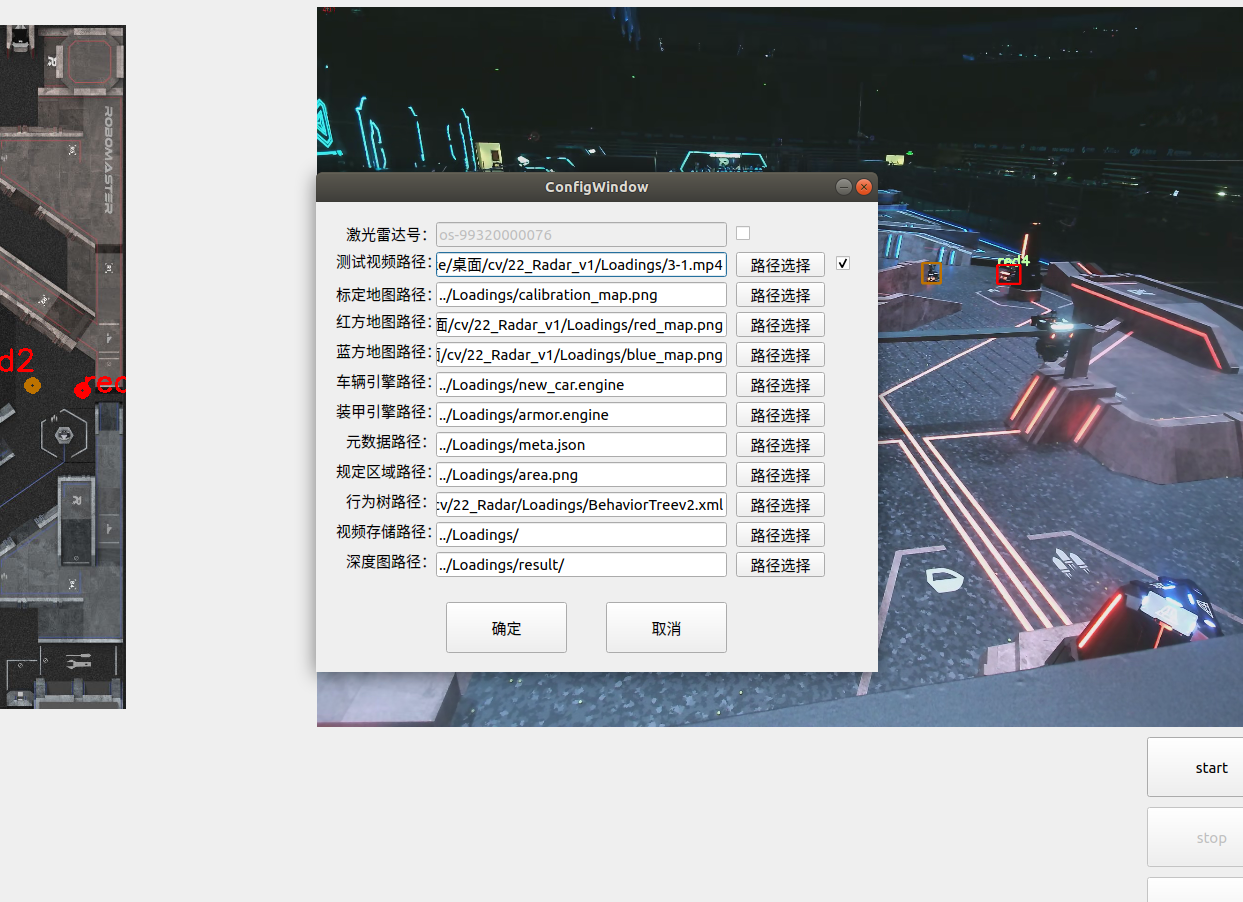 ConfigWindow
激光雷达号：
os-99320000076
测试视频路径：
e/桌面/cv/22_Radar_v1/Loadings/3-1.mp4
路径选择
标定地图路径：
../Loadings/calibration_map.png
路径选择
红方地图路径：
面/cv/22_Radar_v1/Loadings/red_map.png
路径选择
蓝方地图路径：
/cv/22_Radar_v1/Loadings/blue_map.png
路径选择
车辆引擎路径：
../Loadings/new_car.engine
路径选择
装甲引擎路径：
../Loadings/armor.engine
路径选择
元数据路径：
../Loadings/meta.json
路径选择
规定区域路径：
../Loadings/area.png
路径选择
行为树路径：
cv/22_Radar/Loadings/BehaviorTreev2.xml
路径选择
视频存储路径：
../Loadings/
路径选择
深度图路径：
../Loadings/result/
路径选择
确定
取消
R
ROBOMASTER
d2
red
R
red4
start
stop